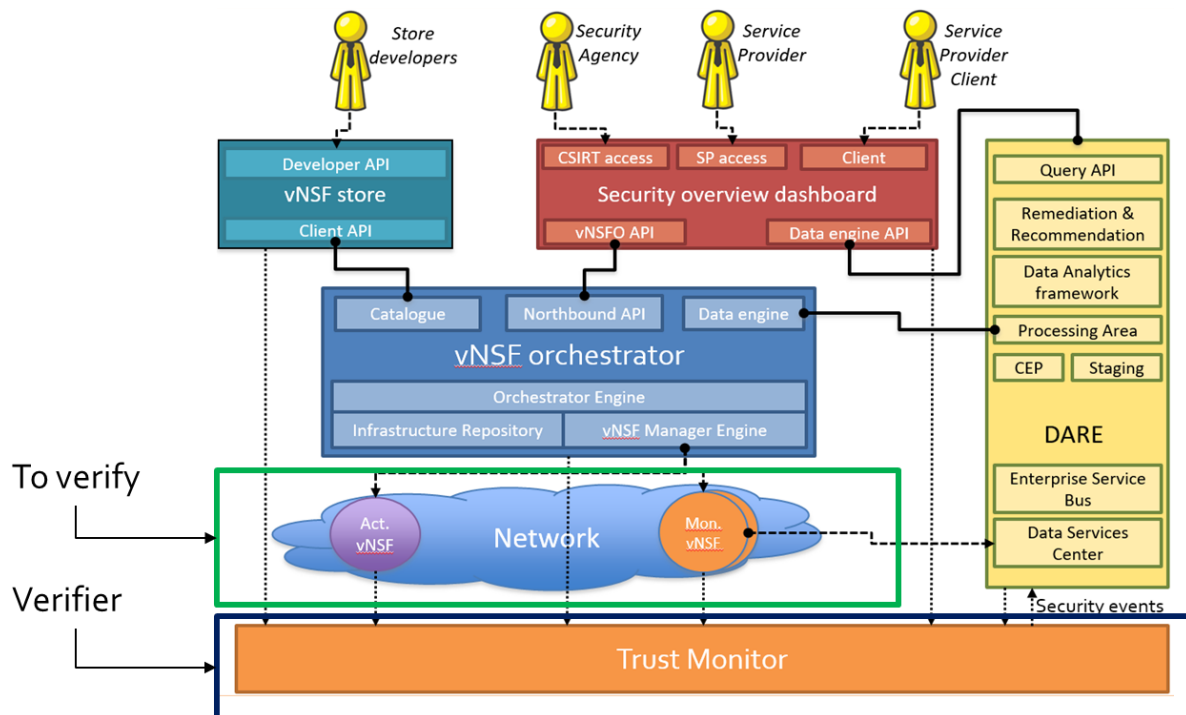 Store
developers
Security
Agency
Service
Provider
Service
Provider
Client
Developer API
vNSF store
Client API
CSIRT access
SP access
Client
Security overview dashboard
vNSFO API
Data engine API
Query API
Remediation &
Recommendation
Data Analytics
framework
Processing Area
CEP
Staging
DARE
Enterprise Service
Bus
Data Services
Center
Catalogue
Northbound API
Data engine
vNSF orchestrator
Orchestrator Engine
Infrastructure Repository
vNSF Manager Engine
To verify
Act.
vNSF
Network
Mon.
vNSF
Verifier
Security events
Trust Monitor